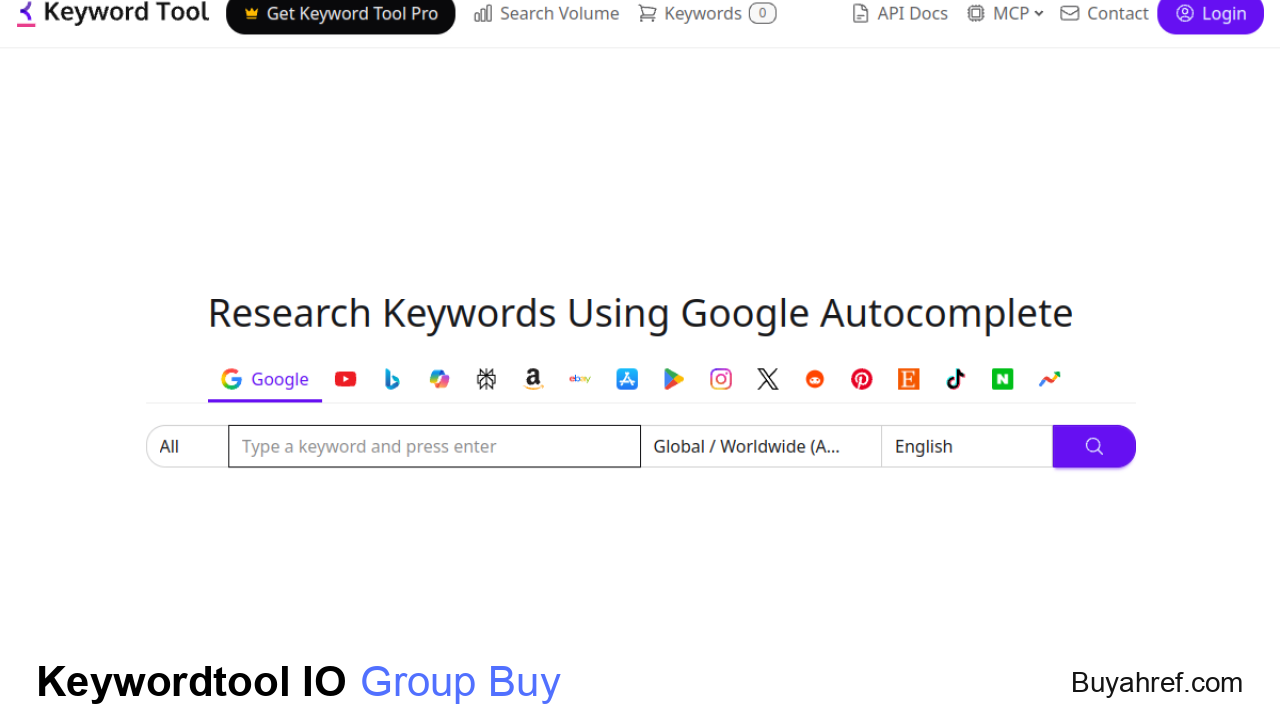 Keyword Tool Get Keyword Tool Pro Search Volume Keywords 0 API Docs MCP Contact Login
Research Keywords Using Google Autocomplete
Google ebay
All Type a keyword and press enter Global / Worldwide (A... English
Keywordtool IO Group Buy Buyahref.com